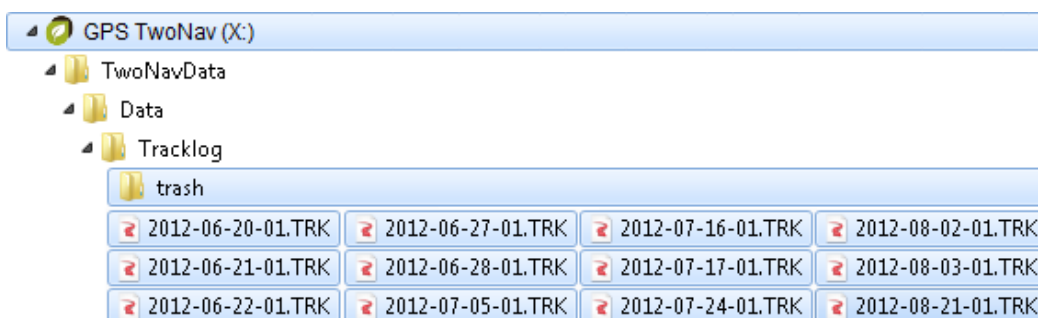 GPS TwoNav (X:)
TwoNavData
Data
Tracklog
trash
2012-06-20-01.TRK 2012-06-27-01.TRK 2012-07-16-01.TRK 2012-08-02-01.TRK
2012-06-21-01.TRK 2012-06-28-01.TRK 2012-07-17-01.TRK 2012-08-03-01.TRK
2012-06-22-01.TRK 2012-07-05-01.TRK 2012-07-24-01.TRK 2012-08-21-01.TRK